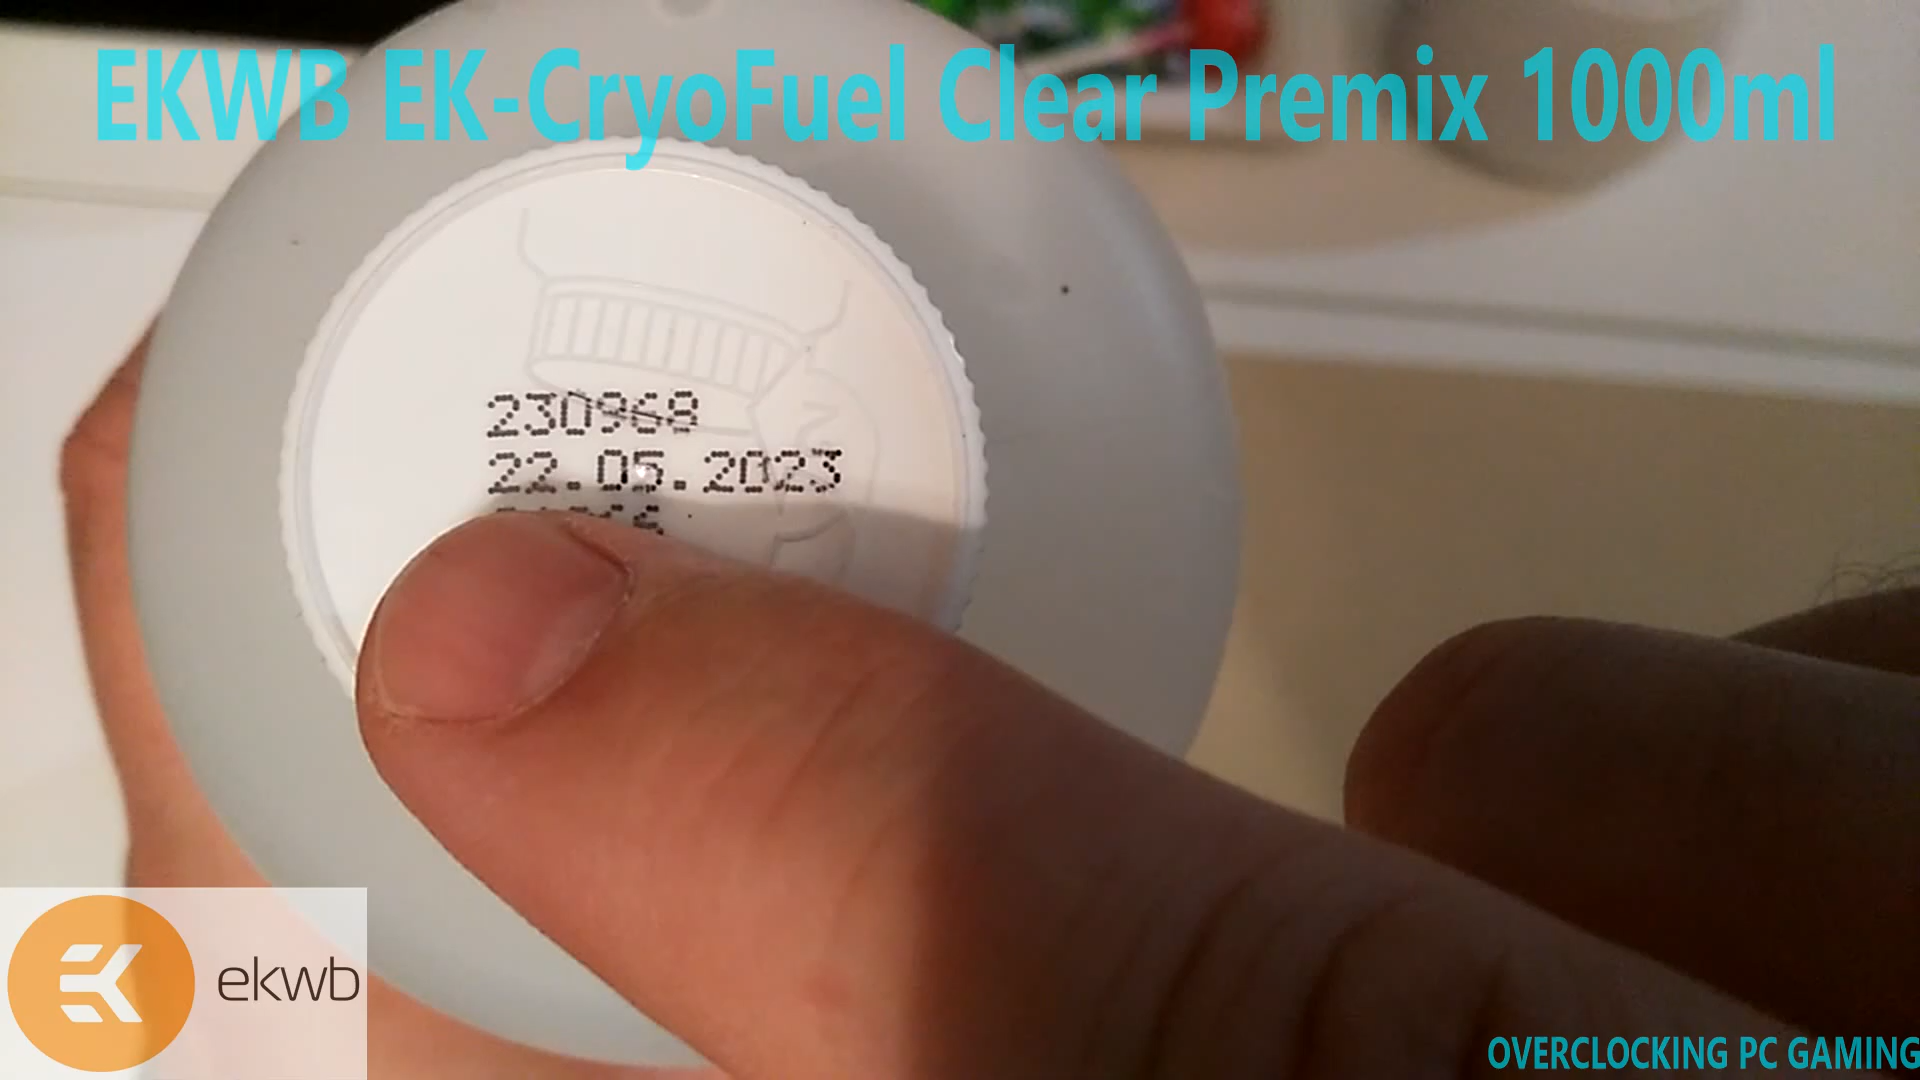 EKWB EK-CryoFuel Clear Premix 1000ml
230968
22.05.2023
ekwb
OVERCLOCKING PC GAMING